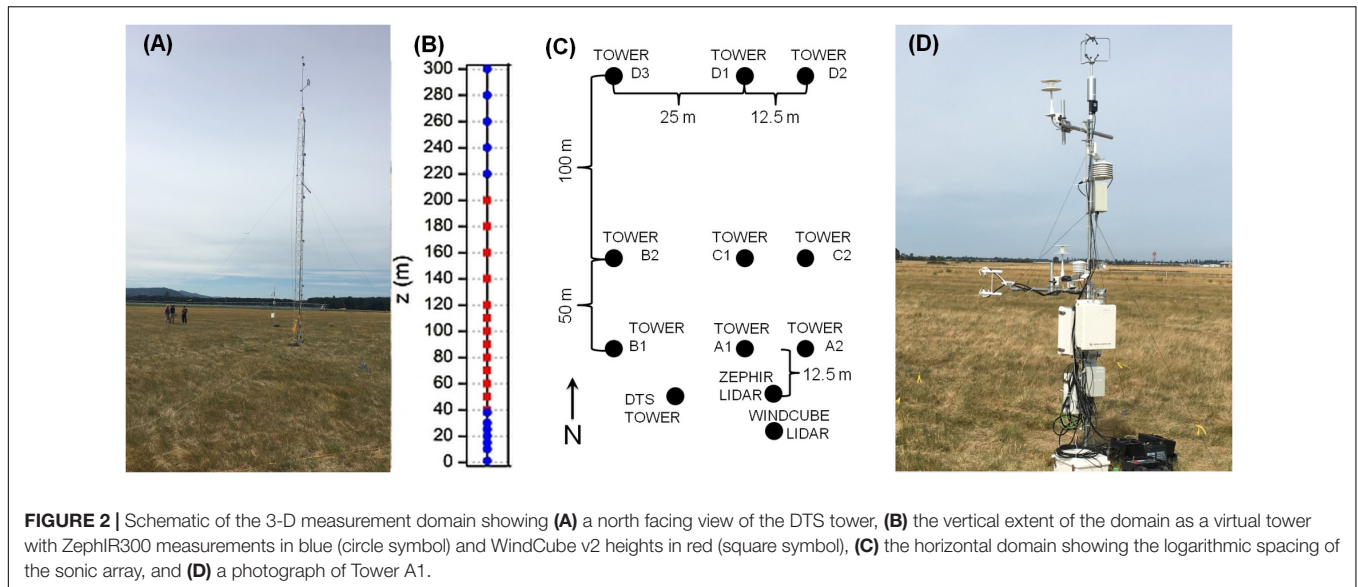 (A)
(B)
300
280
260
240
220
200
180
160
140
120
100
80
60
40
20
0
z (m)
(C)
TOWER D3
TOWER D1
TOWER D2
25 m
12.5 m
100 m
TOWER B2
TOWER C1
TOWER C2
50 m
TOWER B1
TOWER A1
TOWER A2
12.5 m
ZEPHIR LIDAR
DTS TOWER
WINDCUBE LIDAR
N
(D)
FIGURE 2 | Schematic of the 3-D measurement domain showing (A) a north facing view of the DTS tower, (B) the vertical extent of the domain as a virtual tower
with ZephIR300 measurements in blue (circle symbol) and WindCube v2 heights in red (square symbol), (C) the horizontal domain showing the logarithmic spacing of
the sonic array, and (D) a photograph of Tower A1.